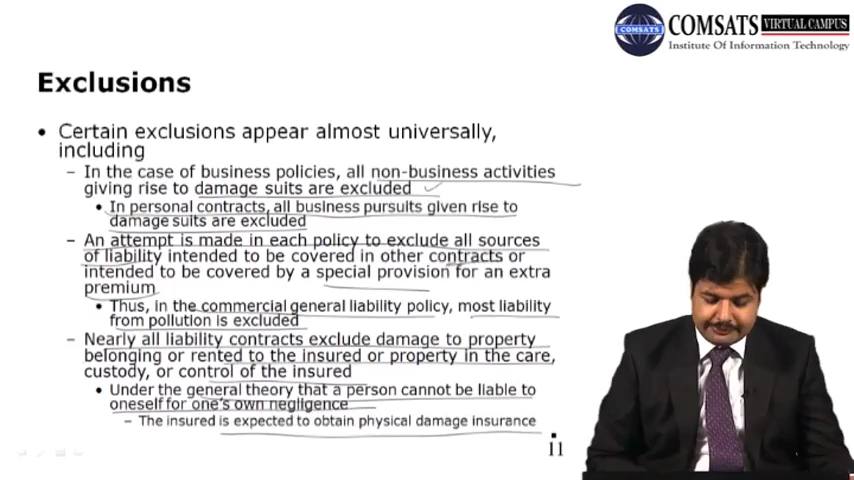 COMSATS COMSATS VIRTUAL CAMPUS
Institute Of Information Technology
Exclusions
• Certain exclusions appear almost universally,
including
– In the case of business policies, all non-business activities
giving rise to damage suits are excluded
• In personal contracts, all business pursuits given rise to
damage suits are excluded
– An attempt is made in each policy to exclude all sources
of liability intended to be covered in other contracts or
intended to be covered by a special provision for an extra
premium
• Thus, in the commercial general liability policy, most liability
from pollution is excluded
– Nearly all liability contracts exclude damage to property
belonging or rented to the insured or property in the care,
custody, or control of the insured
• Under the general theory that a person cannot be liable to
oneself for one's own negligence
– The insured is expected to obtain physical damage insurance
11